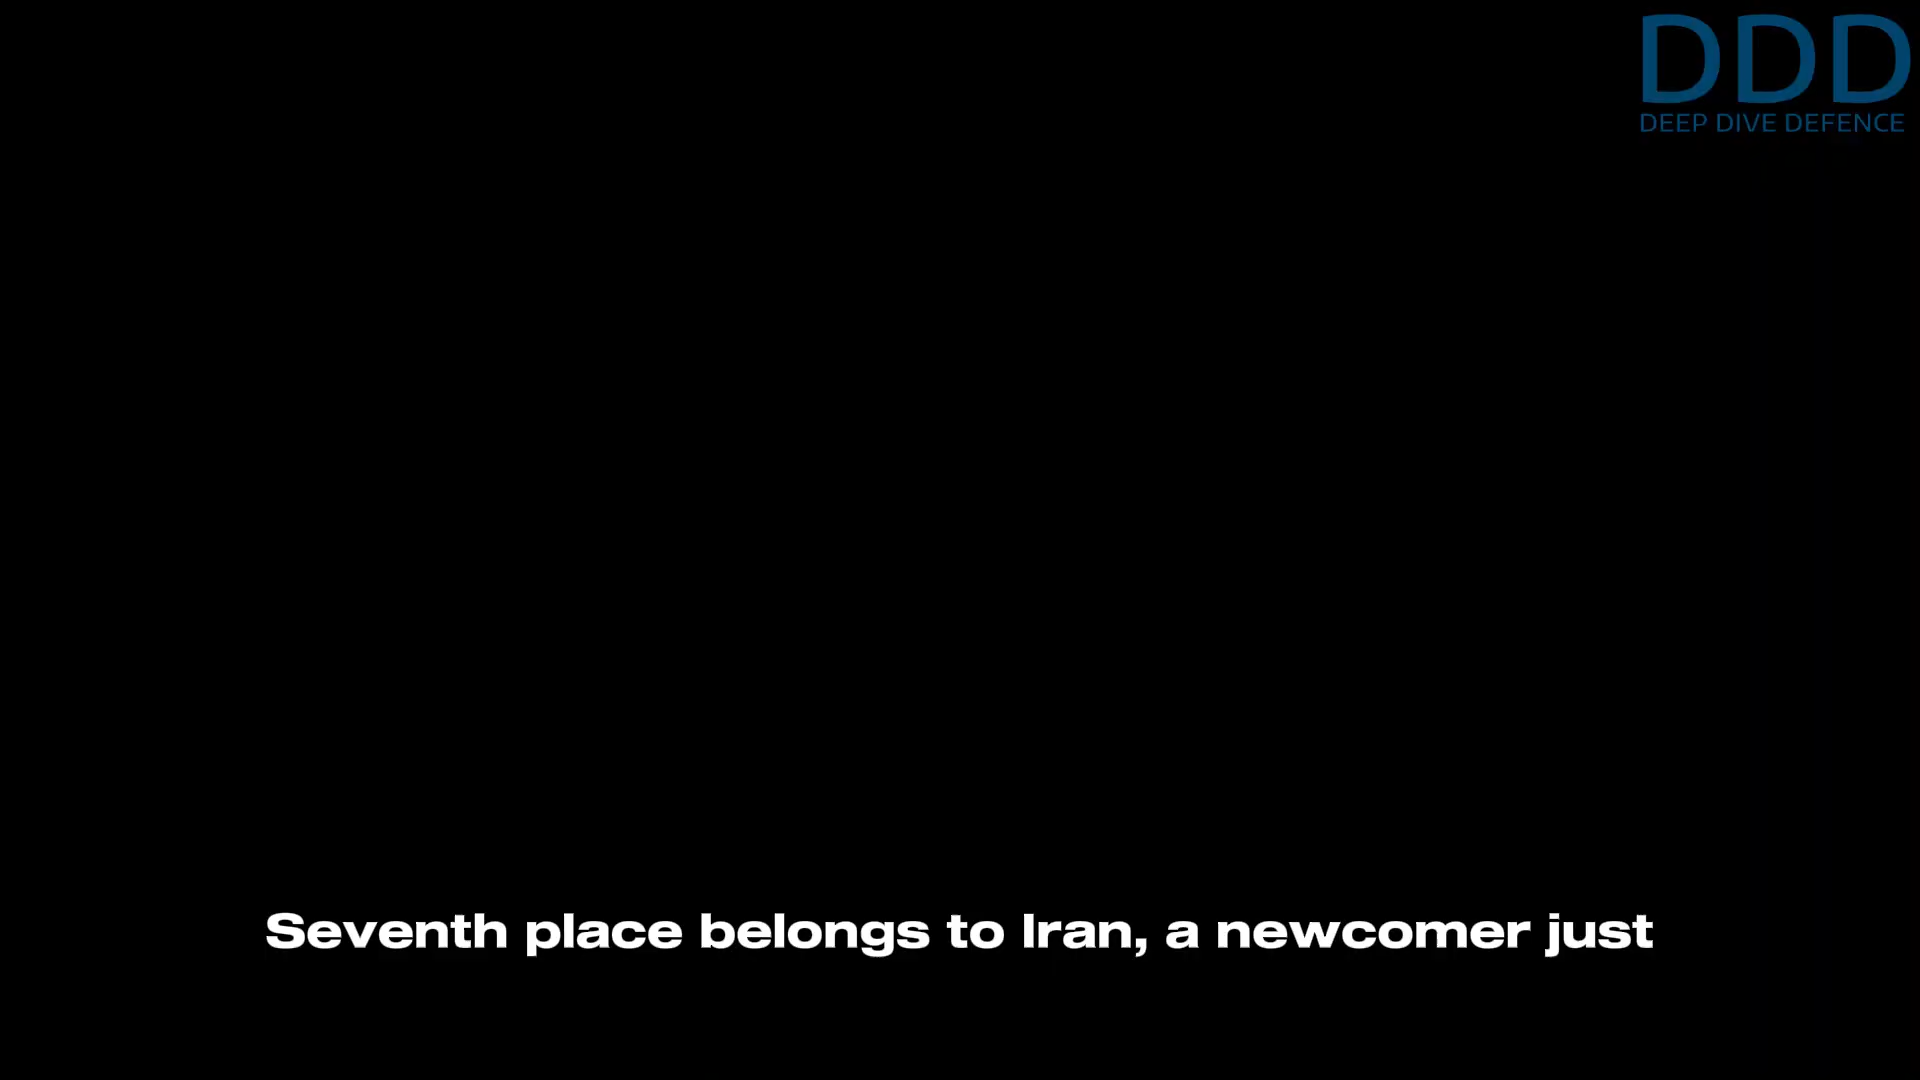 DDD
DEEP DIVE DEFENCE
Seventh place belongs to Iran, a newcomer just